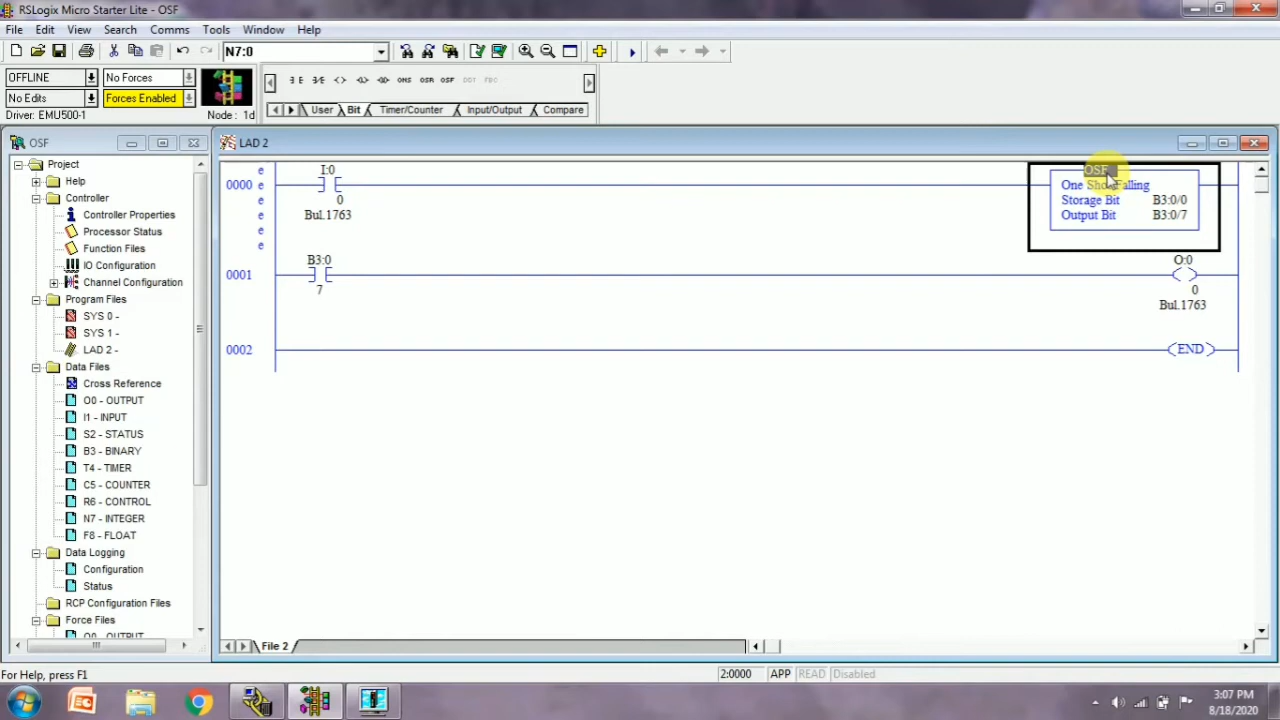 RSLogix Micro Starter Lite - OSF
File Edit View Search Comms Tools Window Help
N7:0
OFFLINE No Forces
No Edits Forces Enabled
Driver: EMU500-1 Node: 1d
ONS OSR OSF
User Bit Timer/Counter Input/Output Compare
OSF
Project
Help
Controller
Controller Properties
Processor Status
Function Files
IO Configuration
Channel Configuration
Program Files
SYS 0 -
SYS 1 -
LAD 2 -
Data Files
Cross Reference
O0 - OUTPUT
I1 - INPUT
S2 - STATUS
B3 - BINARY
T4 - TIMER
C5 - COUNTER
R6 - CONTROL
N7 - INTEGER
F8 - FLOAT
Data Logging
Configuration
Status
RCP Configuration Files
Force Files
O0 - OUTPUT
LAD 2
e I:0 OSF
0000 e One Shot Falling
e 0 Storage Bit B3:0/0
e Bul.1763 Output Bit B3:0/7
e
e
B3:0 O:0
0001
7 0
Bul.1763
0002 END
File 2
For Help, press F1
2:0000 APP READ Disabled
3:07 PM
8/18/2020